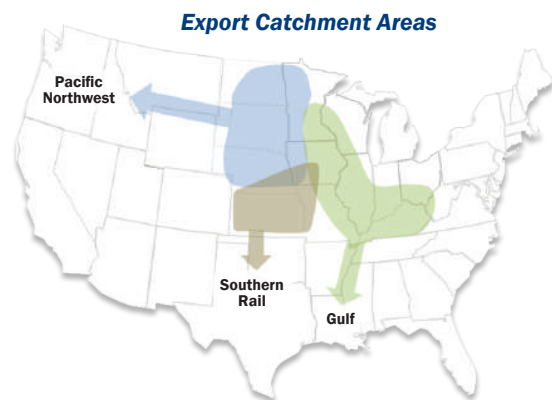 Export Catchment Areas
Pacific
Northwest
Southern
Rail
Gulf